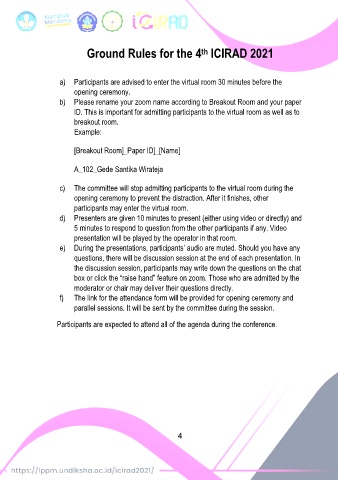 Kampus
Merdeka
ICIRAD
Ground Rules for the 4th ICIRAD 2021
a) Participants are advised to enter the virtual room 30 minutes before the
opening ceremony.
b) Please rename your zoom name according to Breakout Room and your paper
ID. This is important for admitting participants to the virtual room as well as to
breakout room.
Example:
[Breakout Room]_Paper ID]_[Name]
A_102_Gede Santika Wirateja
c) The committee will stop admitting participants to the virtual room during the
opening ceremony to prevent the distraction. After it finishes, other
participants may enter the virtual room.
d) Presenters are given 10 minutes to present (either using video or directly) and
5 minutes to respond to question from the other participants if any. Video
presentation will be played by the operator in that room.
e) During the presentations, participants' audio are muted. Should you have any
questions, there will be discussion session at the end of each presentation. In
the discussion session, participants may write down the questions on the chat
box or click the “raise hand” feature on zoom. Those who are admitted by the
moderator or chair may deliver their questions directly.
f) The link for the attendance form will be provided for opening ceremony and
parallel sessions. It will be sent by the committee during the session.
Participants are expected to attend all of the agenda during the conference.
4
https://lppm.undiksha.ac.id/icirad2021/